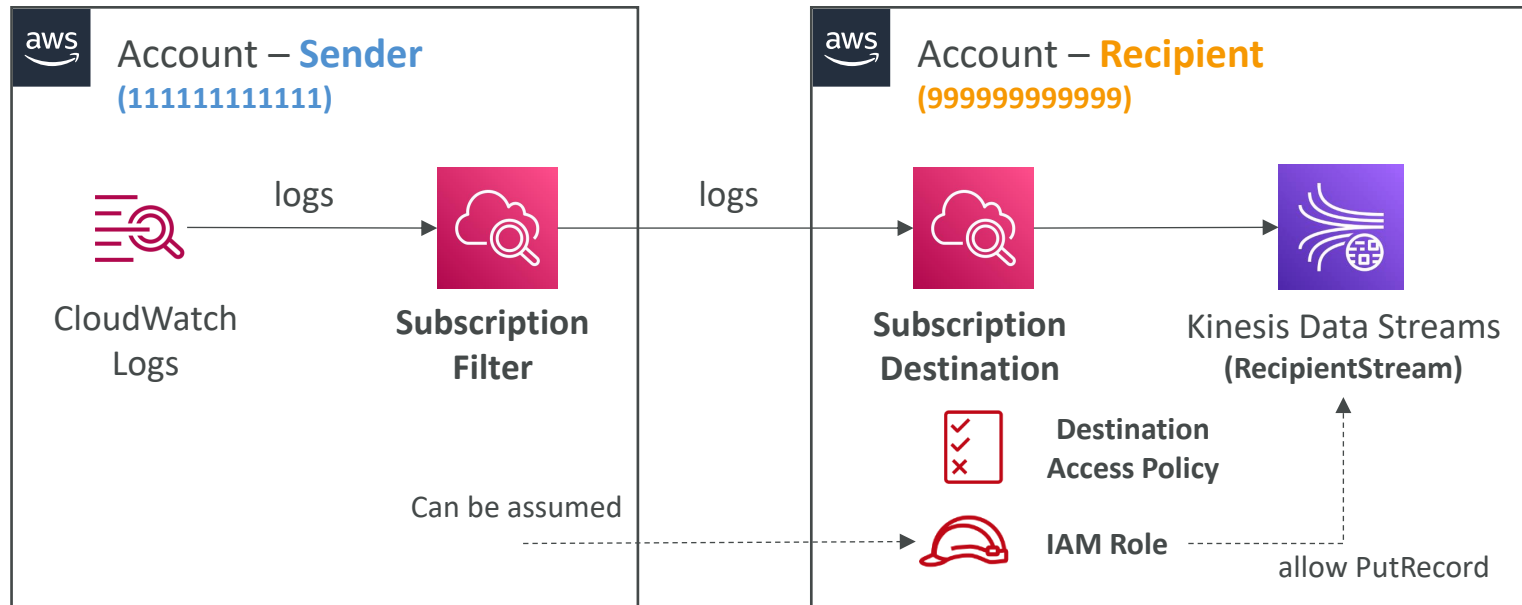 aws
Account – Sender
(111111111111)
logs
CloudWatch
Logs
Subscription
Filter
Can be assumed
logs
aws
Account – Recipient
(999999999999)
Subscription
Destination
Kinesis Data Streams
(RecipientStream)
Destination
Access Policy
IAM Role
allow PutRecord